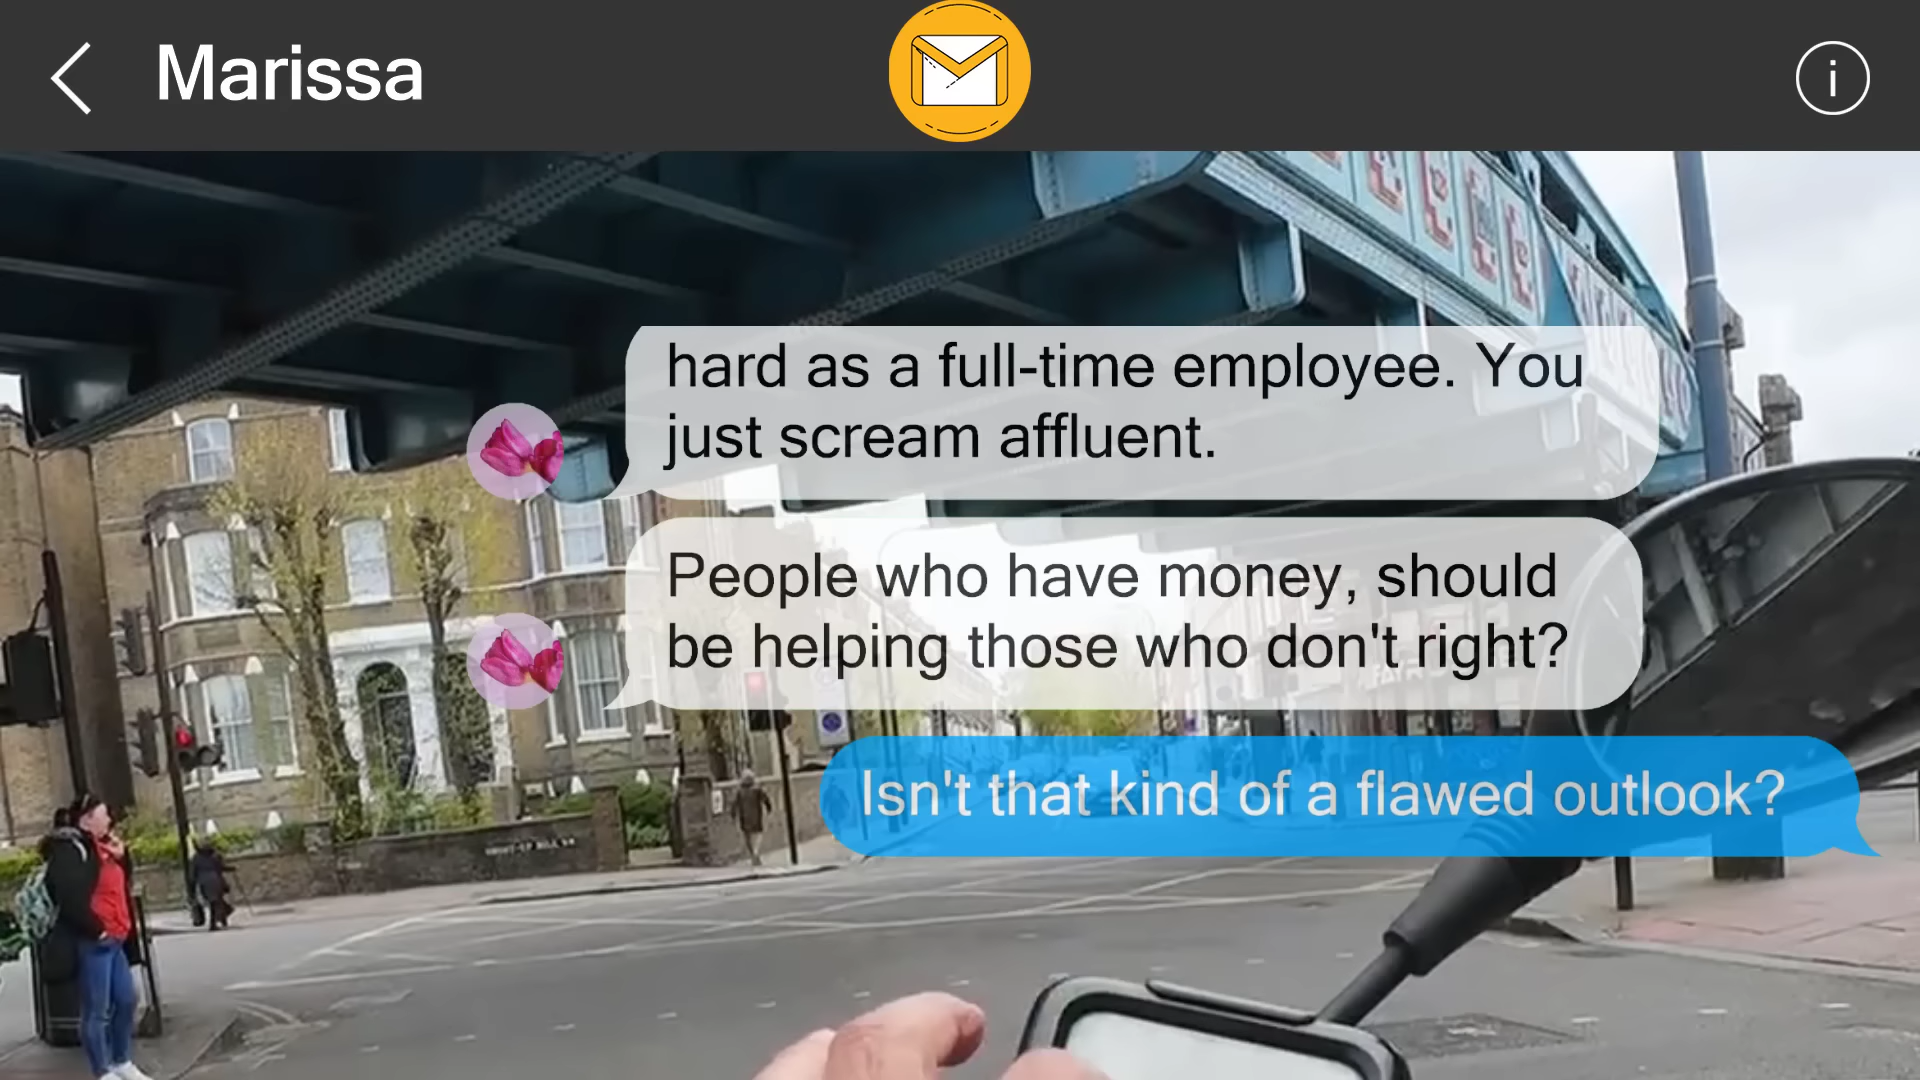 Marissa
i
hard as a full-time employee. You
just scream affluent.
People who have money, should
be helping those who don't right?
Isn't that kind of a flawed outlook?